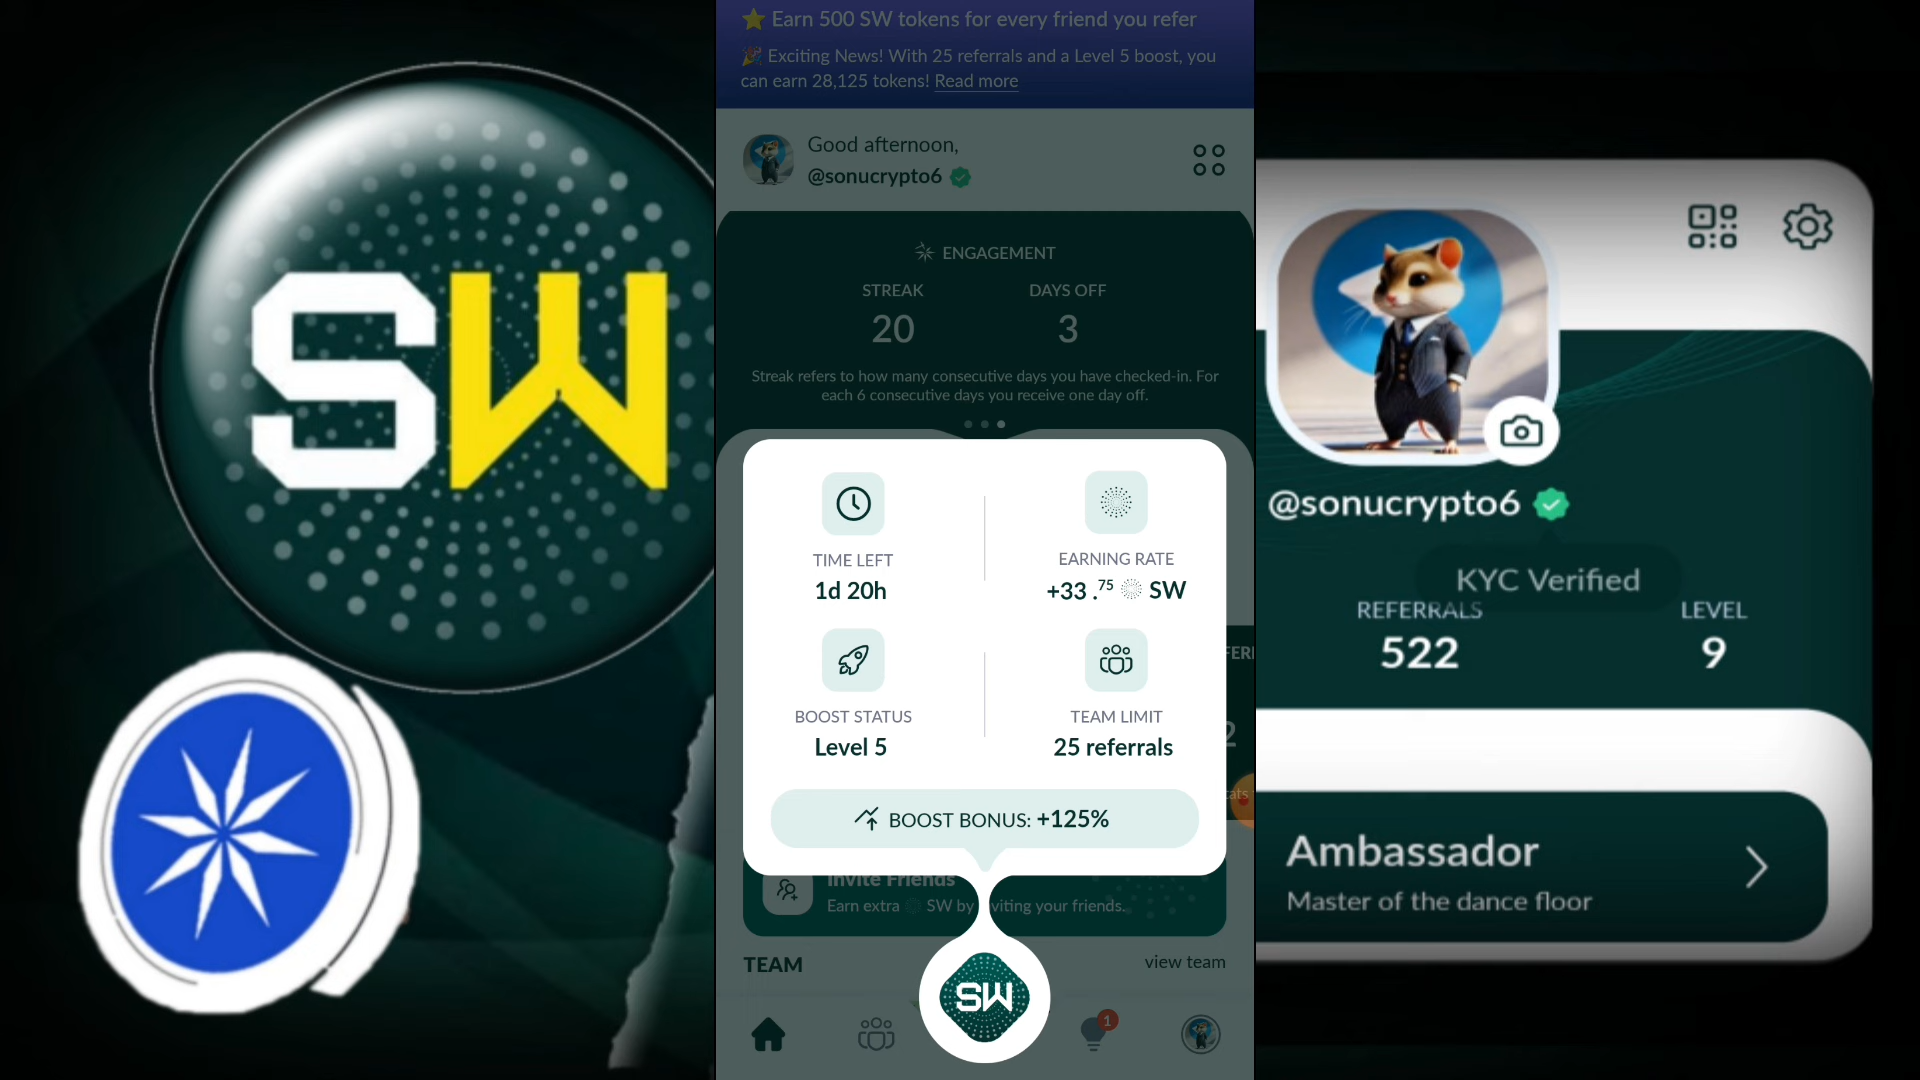 SW
⭐ Earn 500 SW tokens for every friend you refer
🎉 Exciting News! With 25 referrals and a Level 5 boost, you
can earn 28,125 tokens! Read more
Good afternoon,
@sonucrypto6
ENGAGEMENT
STREAK
DAYS OFF
20
3
Streak refers to how many consecutive days you have checked-in. For
each 6 consecutive days you receive one day off.
TIME LEFT
1d 20h
EARNING RATE
+33 .75 SW
BOOST STATUS
Level 5
TEAM LIMIT
25 referrals
BOOST BONUS: +125%
Invite Friends
Earn extra SW by inviting your friends.
TEAM
view team
SW
1
@sonucrypto6
KYC Verified
REFERRALS
522
LEVEL
9
Ambassador
Master of the dance floor